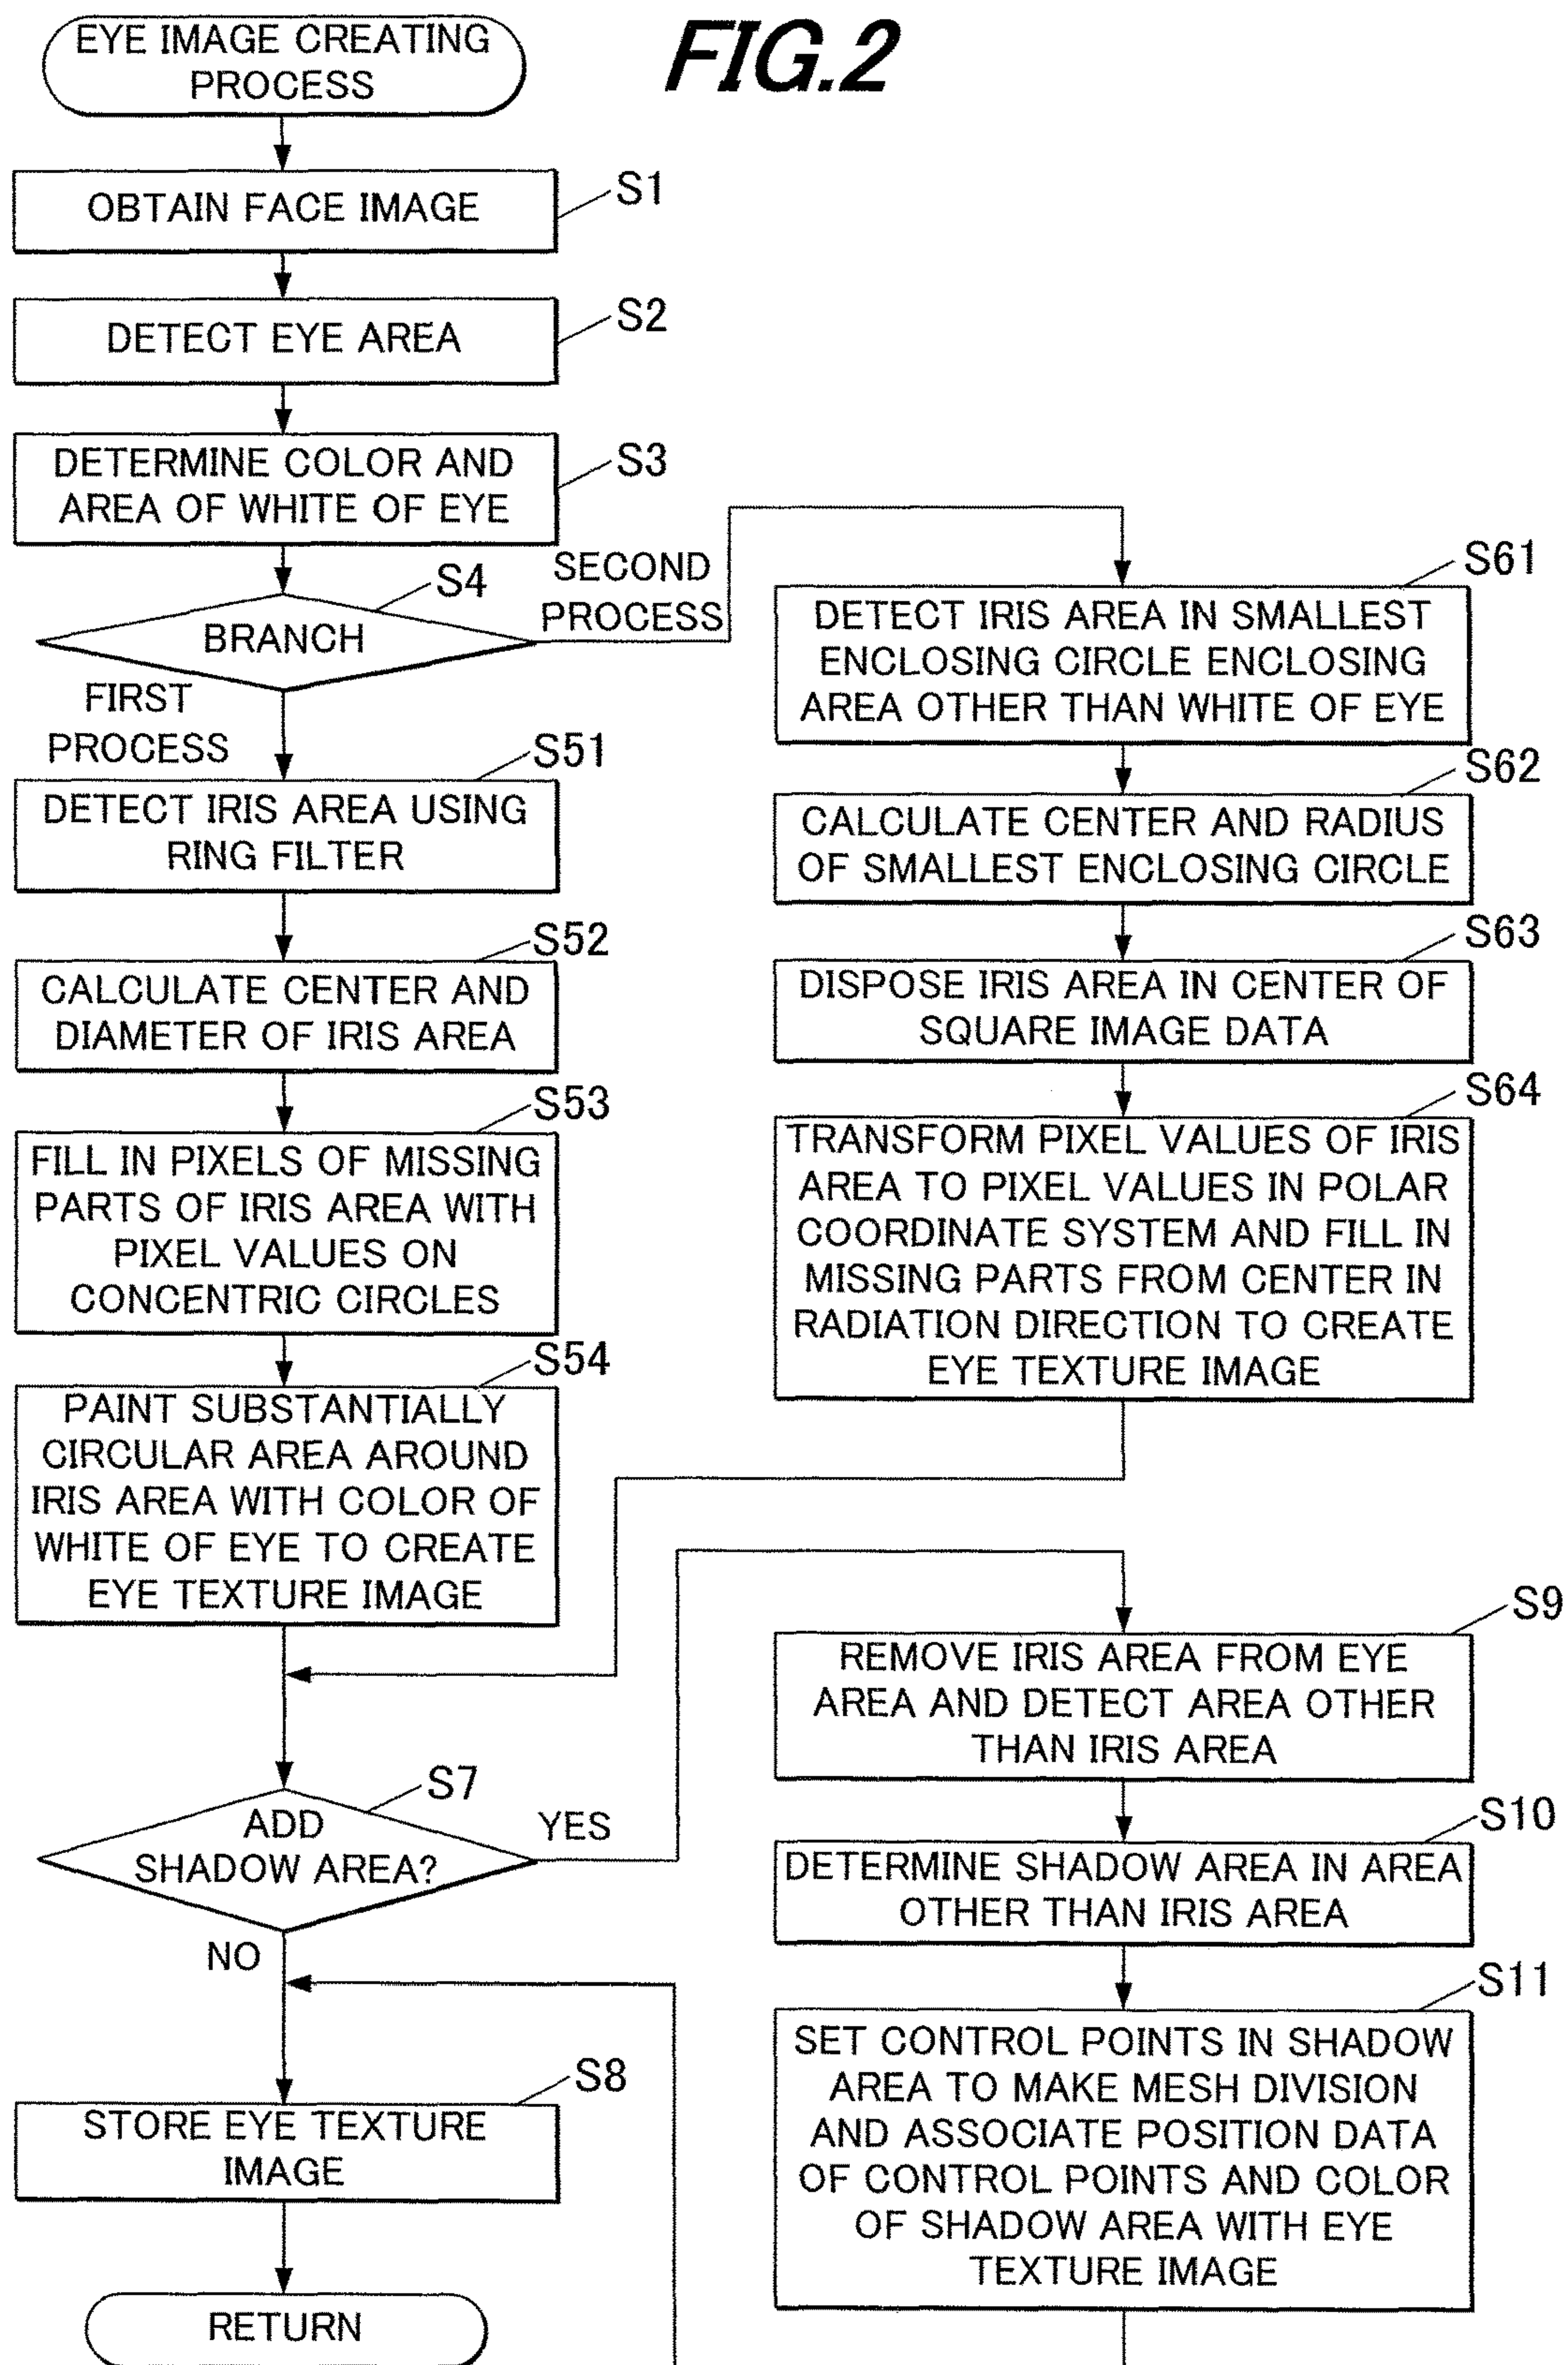 FIG.2
EYE IMAGE CREATING
PROCESS
OBTAIN FACE IMAGE
S1
DETECT EYE AREA
S2
DETERMINE COLOR AND
AREA OF WHITE OF EYE
S3
BRANCH
S4
SECOND
PROCESS
FIRST
PROCESS
DETECT IRIS AREA USING
RING FILTER
S51
CALCULATE CENTER AND
DIAMETER OF IRIS AREA
S52
FILL IN PIXELS OF MISSING
PARTS OF IRIS AREA WITH
PIXEL VALUES ON
CONCENTRIC CIRCLES
S53
PAINT SUBSTANTIALLY
CIRCULAR AREA AROUND
IRIS AREA WITH COLOR OF
WHITE OF EYE TO CREATE
EYE TEXTURE IMAGE
S54
S61
DETECT IRIS AREA IN SMALLEST
ENCLOSING CIRCLE ENCLOSING
AREA OTHER THAN WHITE OF EYE
S62
CALCULATE CENTER AND RADIUS
OF SMALLEST ENCLOSING CIRCLE
S63
DISPOSE IRIS AREA IN CENTER OF
SQUARE IMAGE DATA
S64
TRANSFORM PIXEL VALUES OF IRIS
AREA TO PIXEL VALUES IN POLAR
COORDINATE SYSTEM AND FILL IN
MISSING PARTS FROM CENTER IN
RADIATION DIRECTION TO CREATE
EYE TEXTURE IMAGE
S7
ADD
SHADOW AREA?
YES
NO
S8
STORE EYE TEXTURE
IMAGE
RETURN
S9
REMOVE IRIS AREA FROM EYE
AREA AND DETECT AREA OTHER
THAN IRIS AREA
S10
DETERMINE SHADOW AREA IN AREA
OTHER THAN IRIS AREA
S11
SET CONTROL POINTS IN SHADOW
AREA TO MAKE MESH DIVISION
AND ASSOCIATE POSITION DATA
OF CONTROL POINTS AND COLOR
OF SHADOW AREA WITH EYE
TEXTURE IMAGE